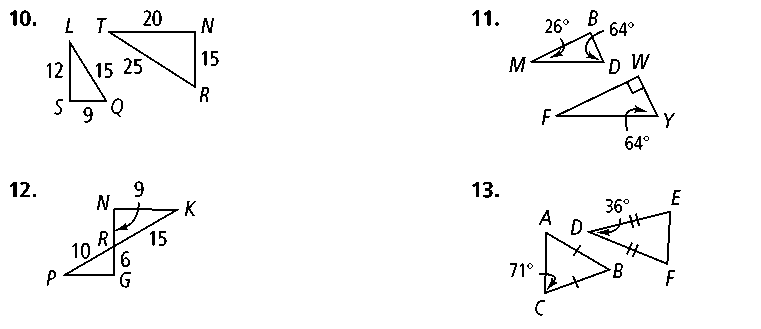 10.
L T 20 N
12 15 25 15
S 9 Q R
11.
26° B 64°
M D W
F Y
64°
12.
9
N K
R 15
10 6
P G
13.
36° E
A D
71° B F
C